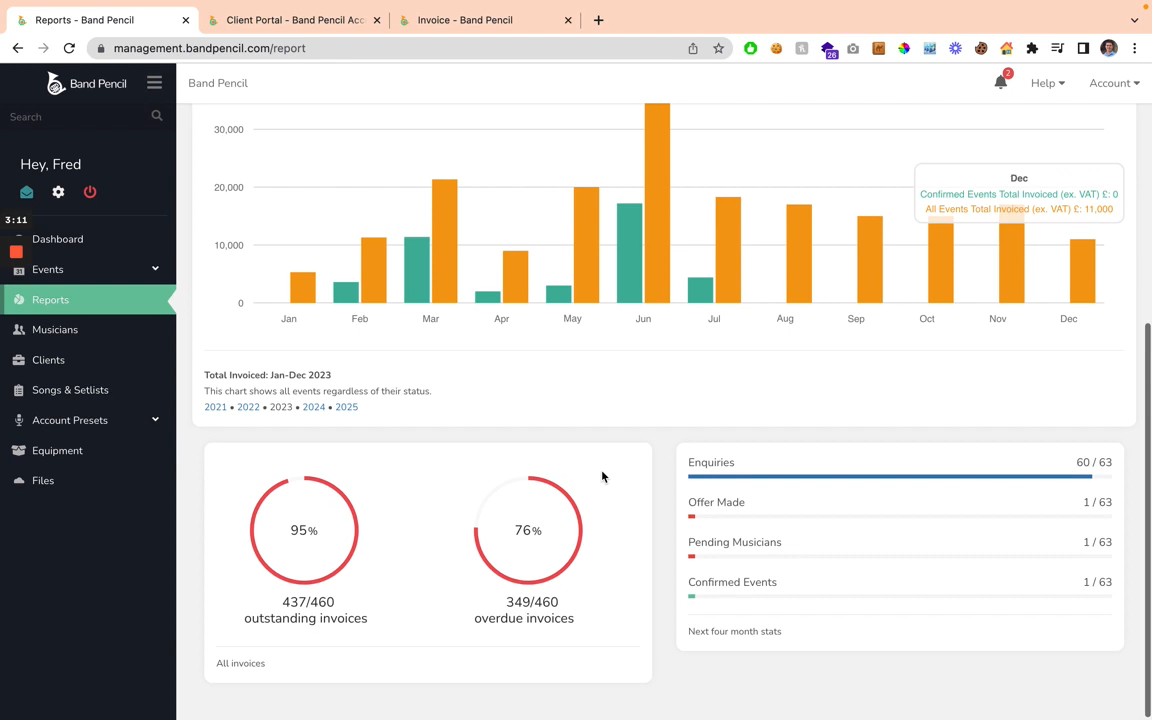 Reports - Band Pencil
Client Portal - Band Pencil Acc
Invoice - Band Pencil
management.bandpencil.com/report
26
Band Pencil
Search
Hey, Fred
3:11
Dashboard
31
Events
Reports
Musicians
Clients
Songs & Setlists
Account Presets
Equipment
Files
Band Pencil
2
Help
Account
30,000
20,000
10,000
0
Jan Feb Mar Apr May Jun Jul Aug Sep Oct Nov Dec
Dec
Confirmed Events Total Invoiced (ex. VAT) £: 0
All Events Total Invoiced (ex. VAT) £: 11,000
Total Invoiced: Jan-Dec 2023
This chart shows all events regardless of their status.
2021 • 2022 • 2023 • 2024 • 2025
95%
437/460
outstanding invoices
76%
349/460
overdue invoices
All invoices
Enquiries 60 / 63
Offer Made 1 / 63
Pending Musicians 1 / 63
Confirmed Events 1 / 63
Next four month stats